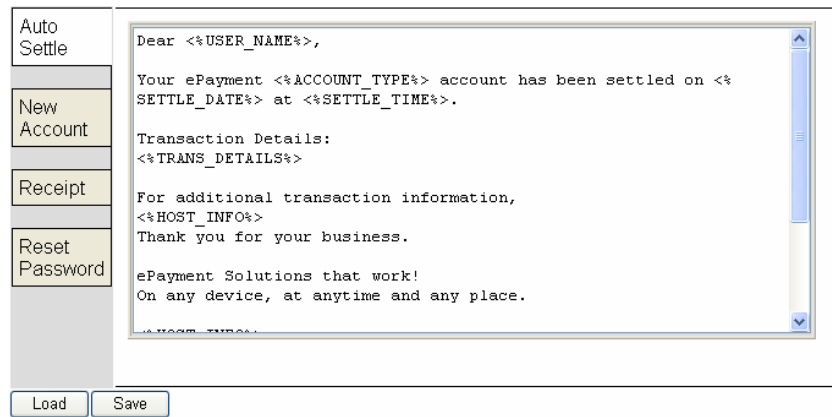 Auto
Settle
New
Account
Receipt
Reset
Password
Dear <%USER_NAME%>,
Your ePayment <%ACCOUNT_TYPE%> account has been settled on <%
SETTLE_DATE%> at <%SETTLE_TIME%>.
Transaction Details:
<%TRANS_DETAILS%>
For additional transaction information,
<%HOST_INFO%>
Thank you for your business.
ePayment Solutions that work!
On any device, at anytime and any place.
<%HOST_INFO%>
Load
Save